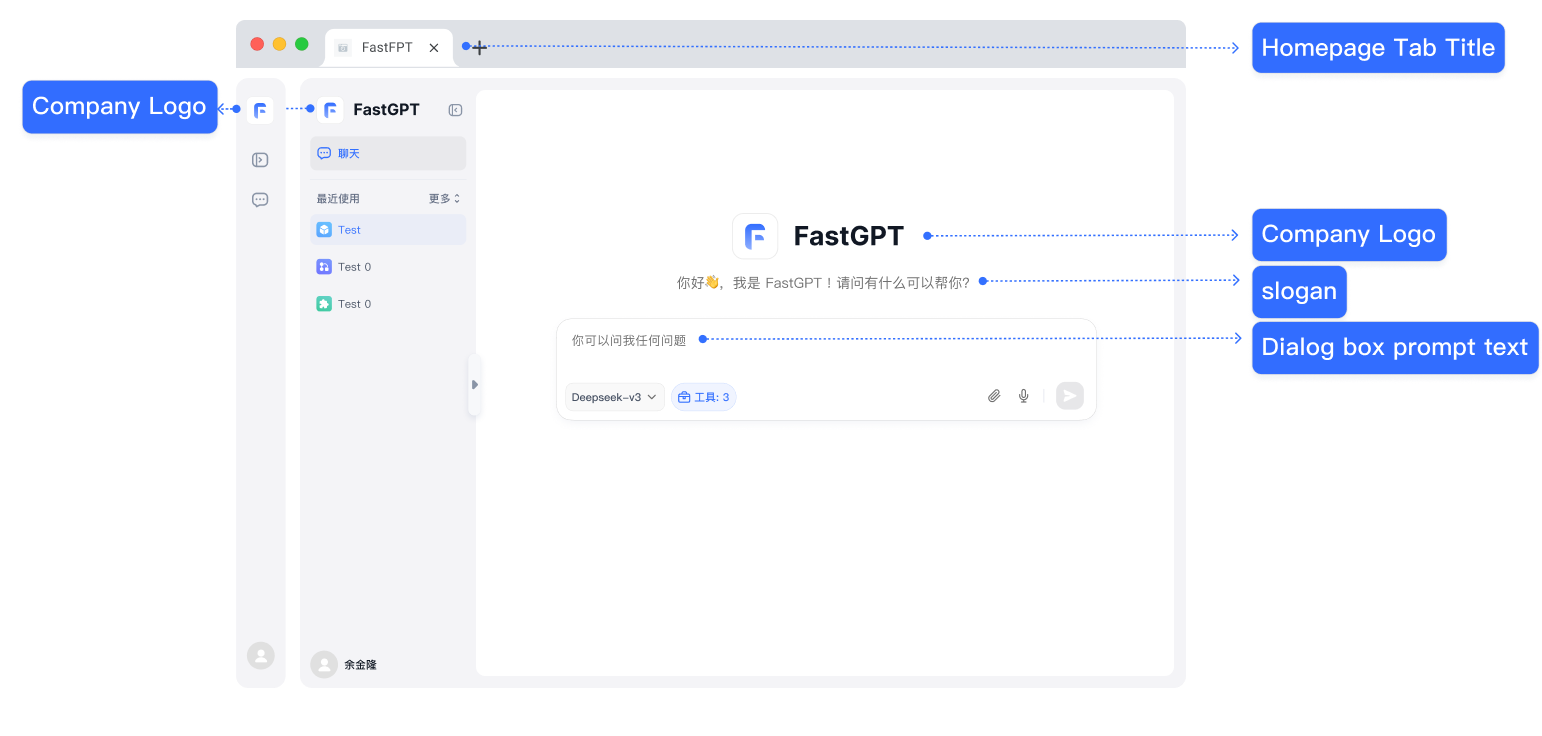 FastFPT
Homepage Tab Title
Company Logo
FastGPT
聊天
最近使用
更多
Test
Test 0
Test 0
余金隆
FastGPT
Company Logo
你好👋，我是 FastGPT！请问有什么可以帮你?
slogan
你可以问我任何问题
Dialog box prompt text
Deepseek-v3
工具: 3